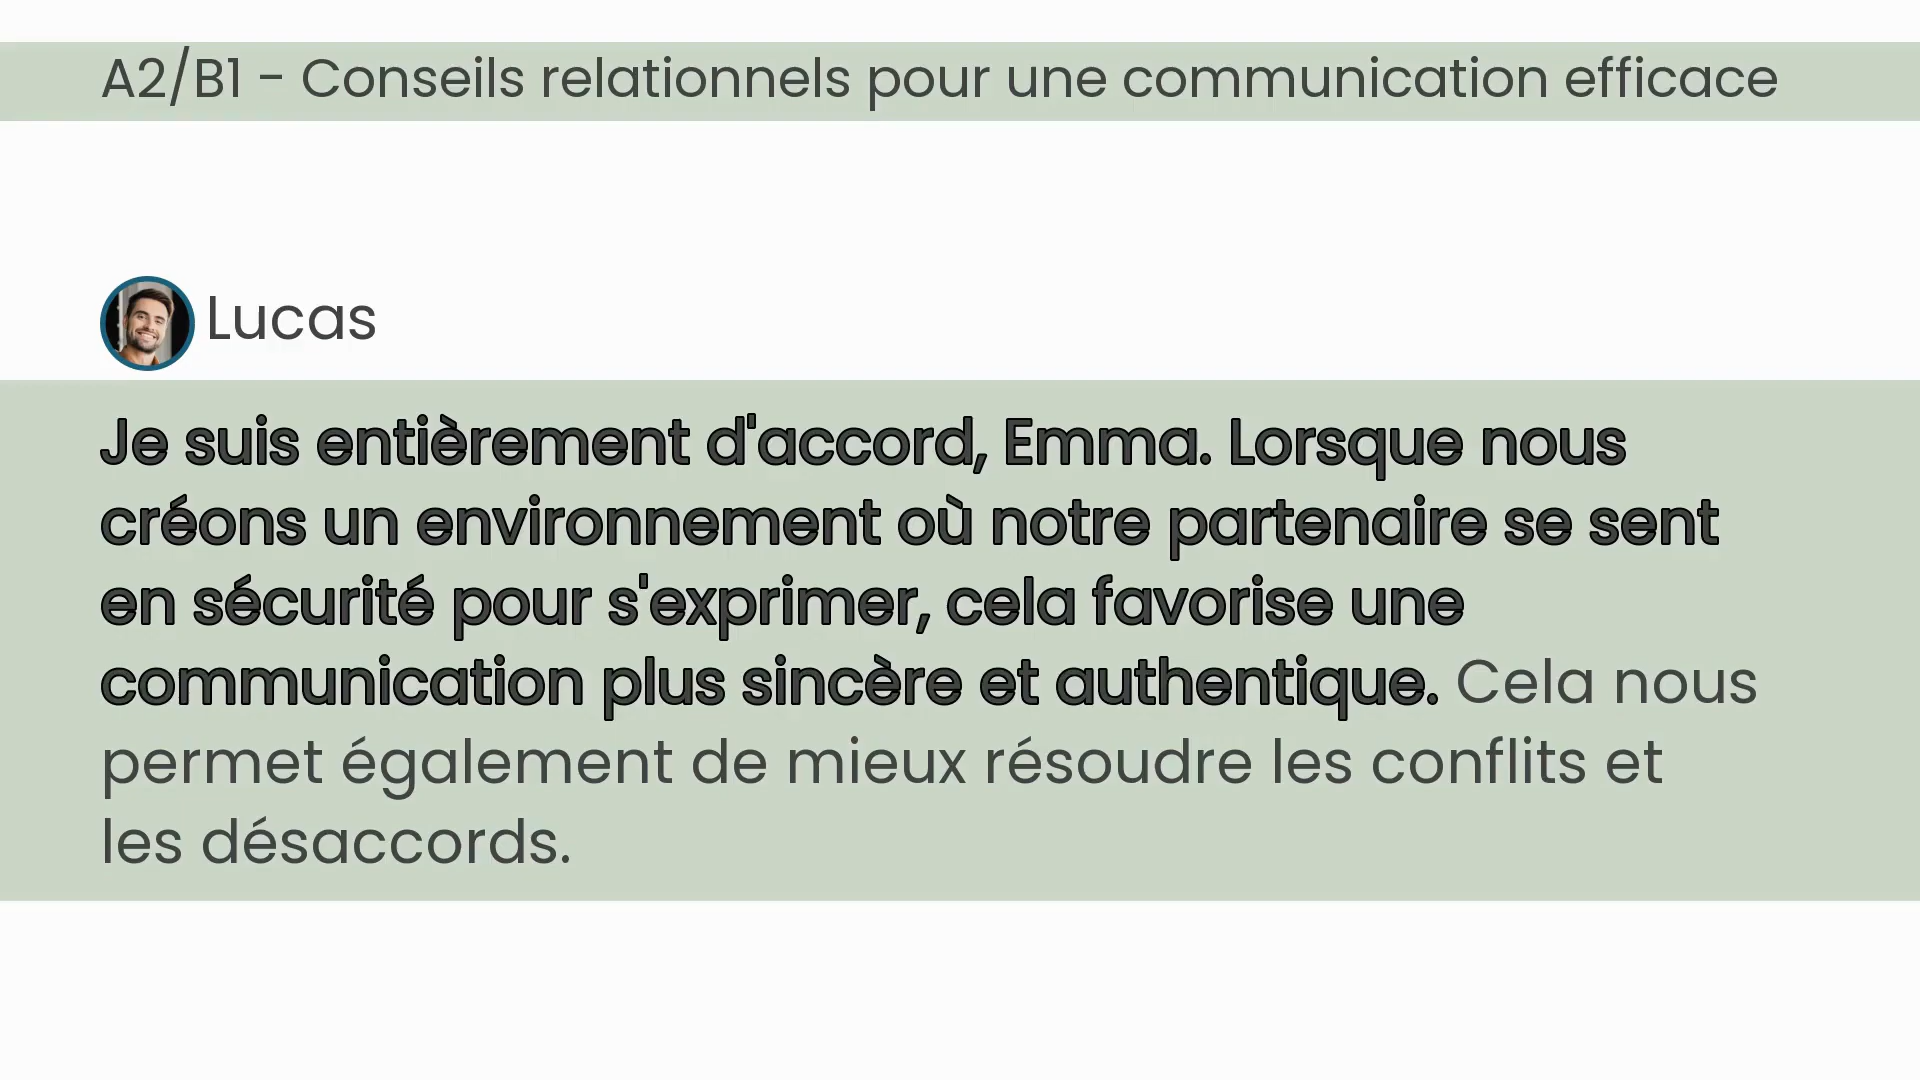 A2/B1 - Conseils relationnels pour une communication efficace
Lucas
Je suis entièrement d'accord, Emma. Lorsque nous
créons un environnement où notre partenaire se sent
en sécurité pour s'exprimer, cela favorise une
communication plus sincère et authentique. Cela nous
permet également de mieux résoudre les conflits et
les désaccords.